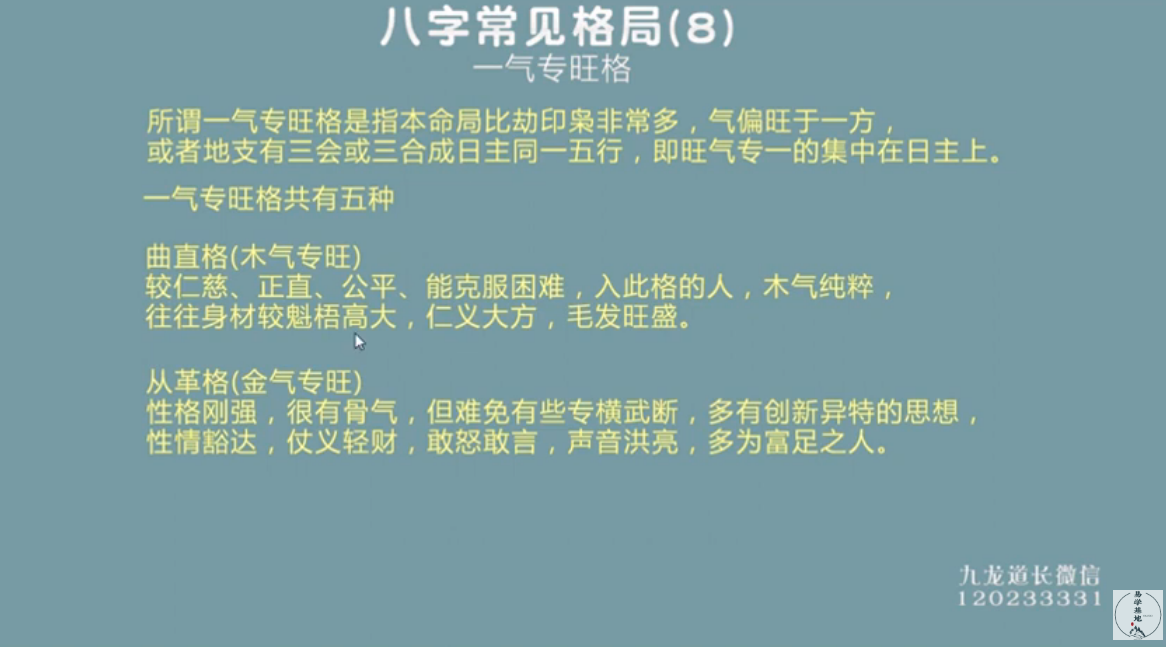 八字常见格局(8)
一气专旺格
所谓一气专旺格是指本命局比劫印枭非常多，气偏旺于一方，
或者地支有三会或三合成日主同一五行，即旺气专一的集中在日主上。
一气专旺格共有五种
曲直格(木气专旺)
较仁慈、正直、公平、能克服困难，入此格的人，木气纯粹，
往往身材较魁梧高大，仁义大方，毛发旺盛。
从革格(金气专旺)
性格刚强，很有骨气，但难免有些专横武断，多有创新异特的思想，
性情豁达，仗义轻财，敢怒敢言，声音洪亮，多为富足之人。
九龙道长微信
120233331
易学基地